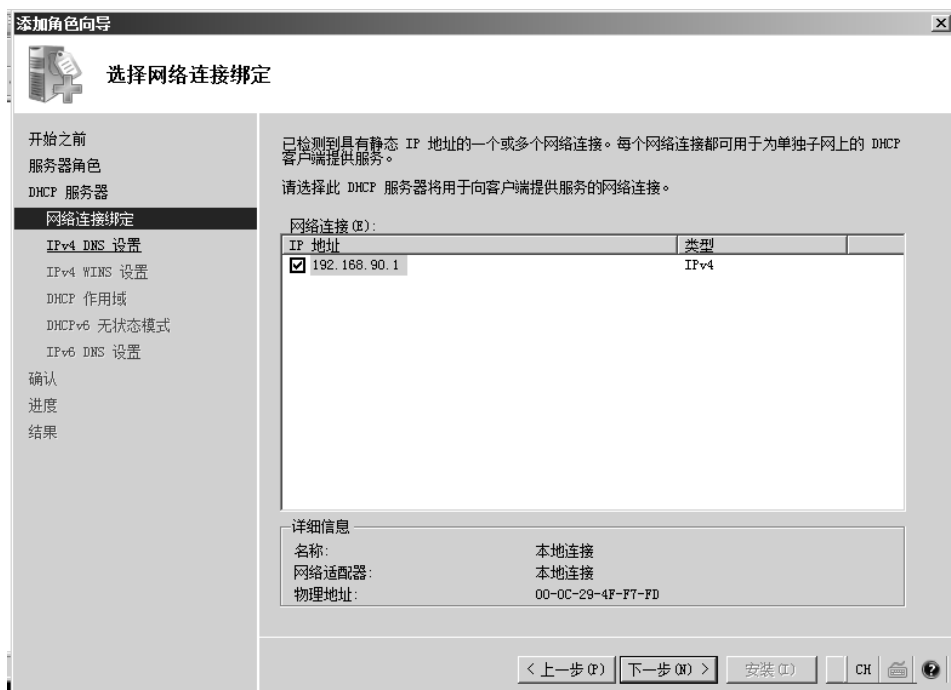 添加角色向导
选择网络连接绑定
开始之前
服务器角色
DHCP 服务器
网络连接绑定
IPv4 DNS 设置
IPv4 WINS 设置
DHCP 作用域
DHCPv6 无状态模式
IPv6 DNS 设置
确认
进度
结果
已检测到具有静态 IP 地址的一个或多个网络连接。每个网络连接都可用于为单独子网上的 DHCP
客户端提供服务。
请选择此 DHCP 服务器将用于向客户端提供服务的网络连接。
网络连接(E):
IP 地址 类型
192.168.90.1 IPv4
详细信息
名称: 本地连接
网络适配器: 本地连接
物理地址: 00-0C-29-4F-F7-FD
< 上一步(P) 下一步(N) > 安装(I) CH